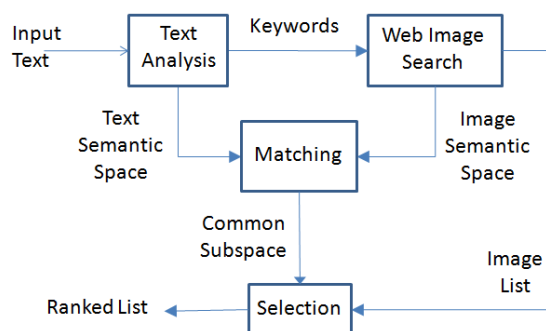 Input
Text
Text
Analysis
Keywords
Web Image
Search
Text
Semantic
Space
Matching
Image
Semantic
Space
Common
Subspace
Image
List
Ranked List
Selection